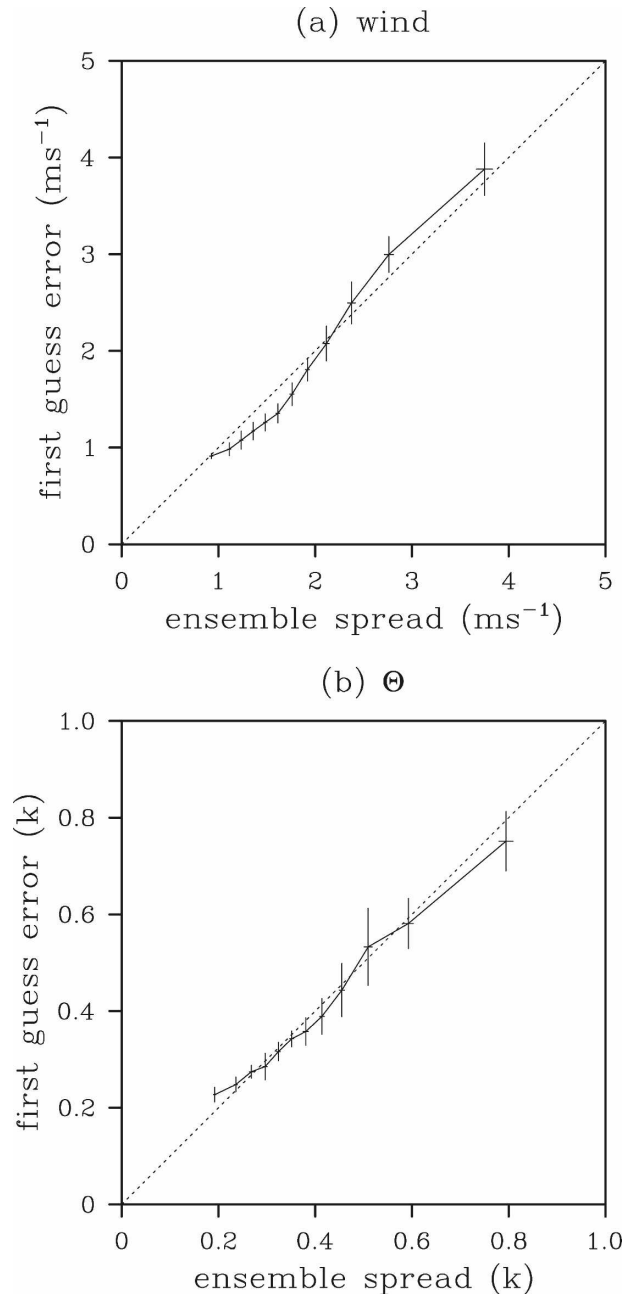 (a) wind
5
4
3
2
1
0
first guess error (ms⁻¹)
0 1 2 3 4 5
ensemble spread (ms⁻¹)
(b) Θ
1.0
0.8
0.6
0.4
0.2
0
first guess error (k)
0 0.2 0.4 0.6 0.8 1.0
ensemble spread (k)